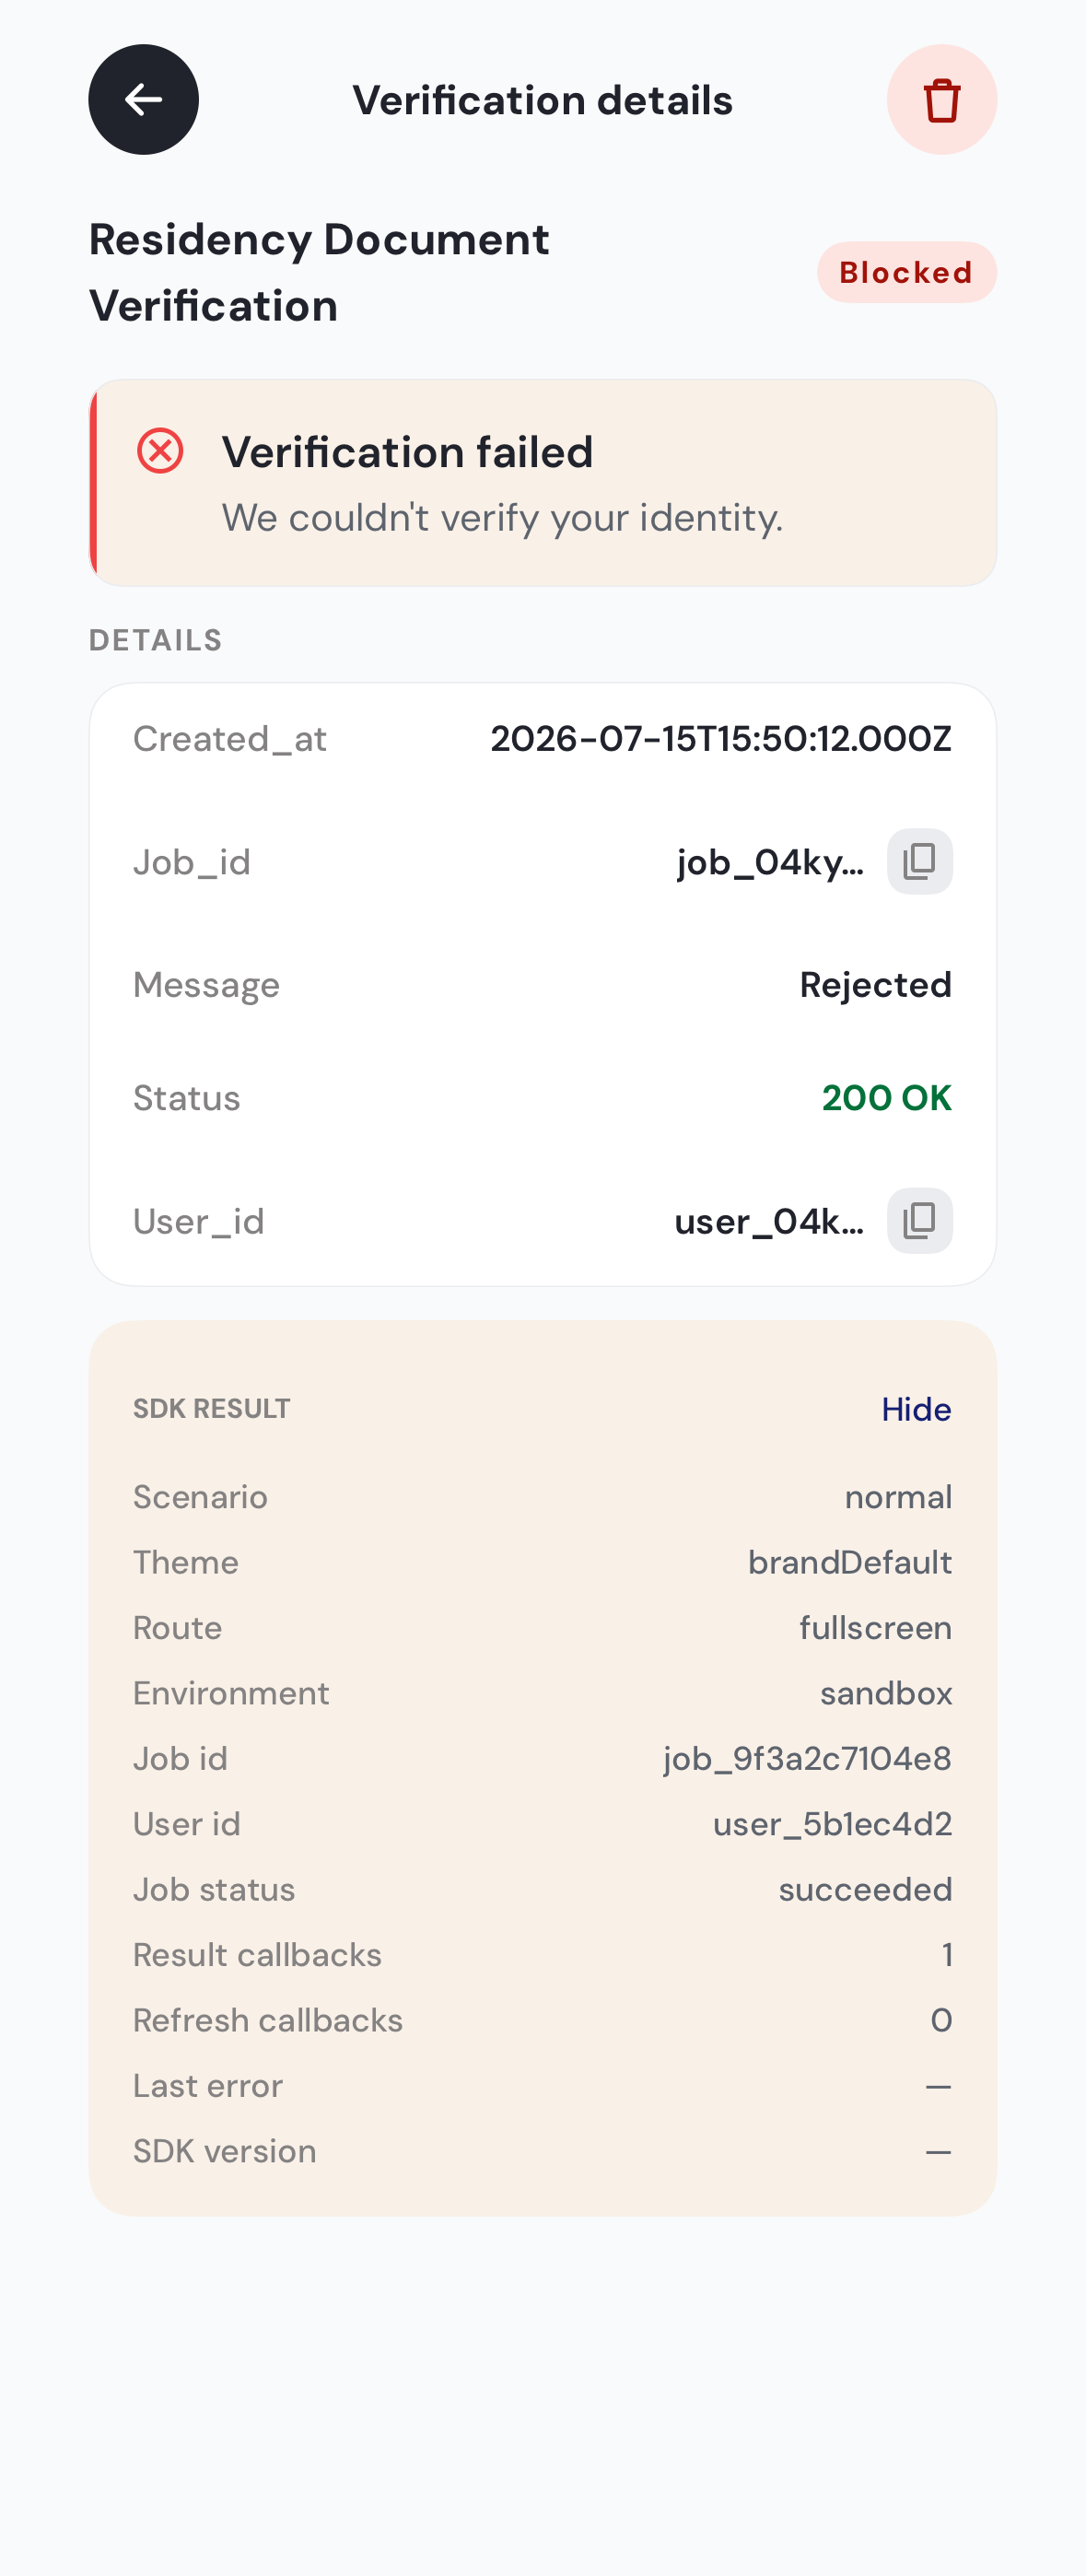 Verification details
Residency Document
Verification
Blocked
Verification failed
We couldn't verify your identity.
DETAILS
Created_at 2026-07-15T15:50:12.000Z
Job_id job_04ky...
Message Rejected
Status 200 OK
User_id user_04k...
SDK RESULT Hide
Scenario normal
Theme brandDefault
Route fullscreen
Environment sandbox
Job id job_9f3a2c7104e8
User id user_5b1ec4d2
Job status succeeded
Result callbacks 1
Refresh callbacks 0
Last error —
SDK version —